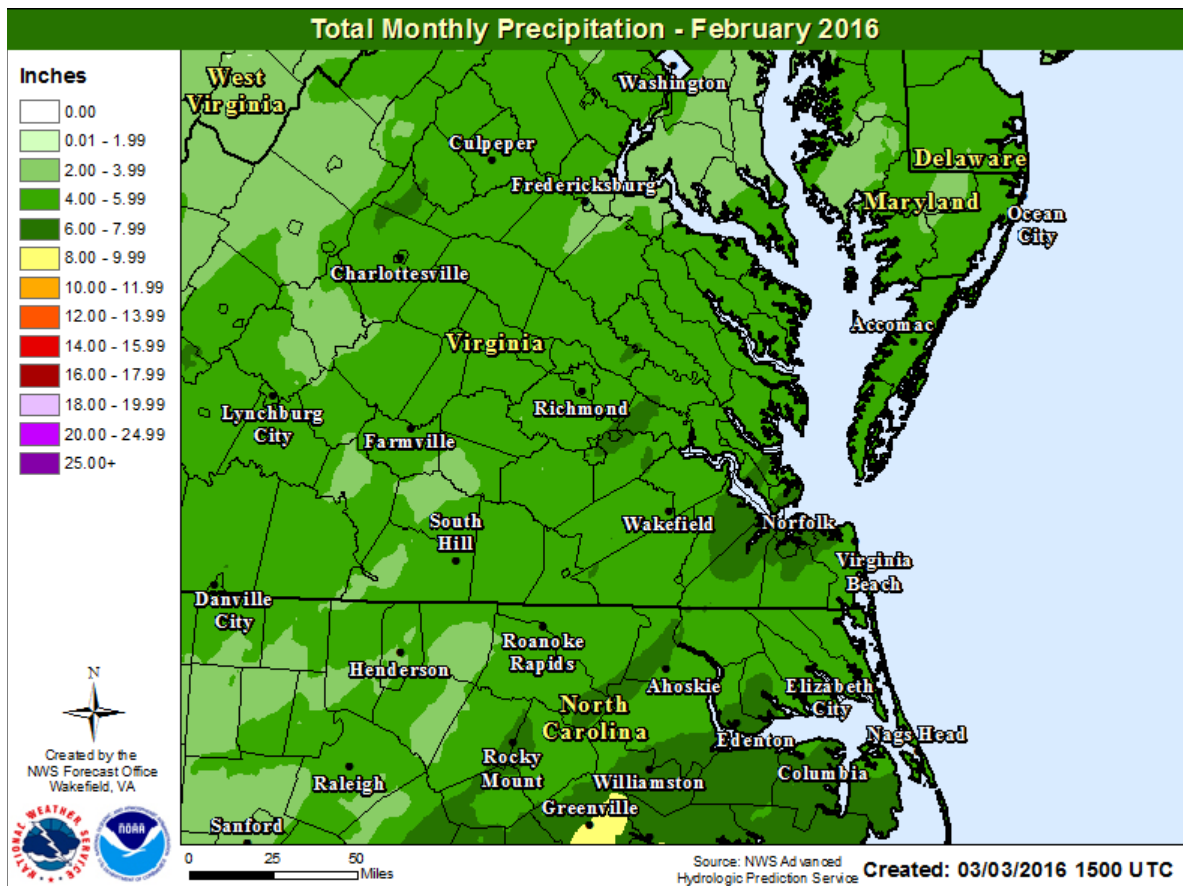 Total Monthly Precipitation - February 2016
Inches
0.00
0.01 - 1.99
2.00 - 3.99
4.00 - 5.99
6.00 - 7.99
8.00 - 9.99
10.00 - 11.99
12.00 - 13.99
14.00 - 15.99
16.00 - 17.99
18.00 - 19.99
20.00 - 24.99
25.00+
West
Virginia
Washington
Culpeper
Delaware
Fredericksburg
Maryland
Ocean
City
Charlottesville
Accomac
Virginia
Richmond
Lynchburg
City
Farmville
South
Hill
Wakefield
Norfolk
Virginia
Beach
Danville
City
Roanoke
Rapids
Henderson
Ahoskie
Elizabeth
City
North
Carolina
Edenton
Nags Head
Rocky
Mount
Raleigh
Williamston
Columbia
Greenville
Sanford
N
Created by the
NWS Forecast Office
Wakefield, VA
NATIONAL WEATHER SERVICE
NOAA
0 25 50
Miles
Source: NWS Advanced
Hydrologic Prediction Service
Created: 03/03/2016 1500 UTC